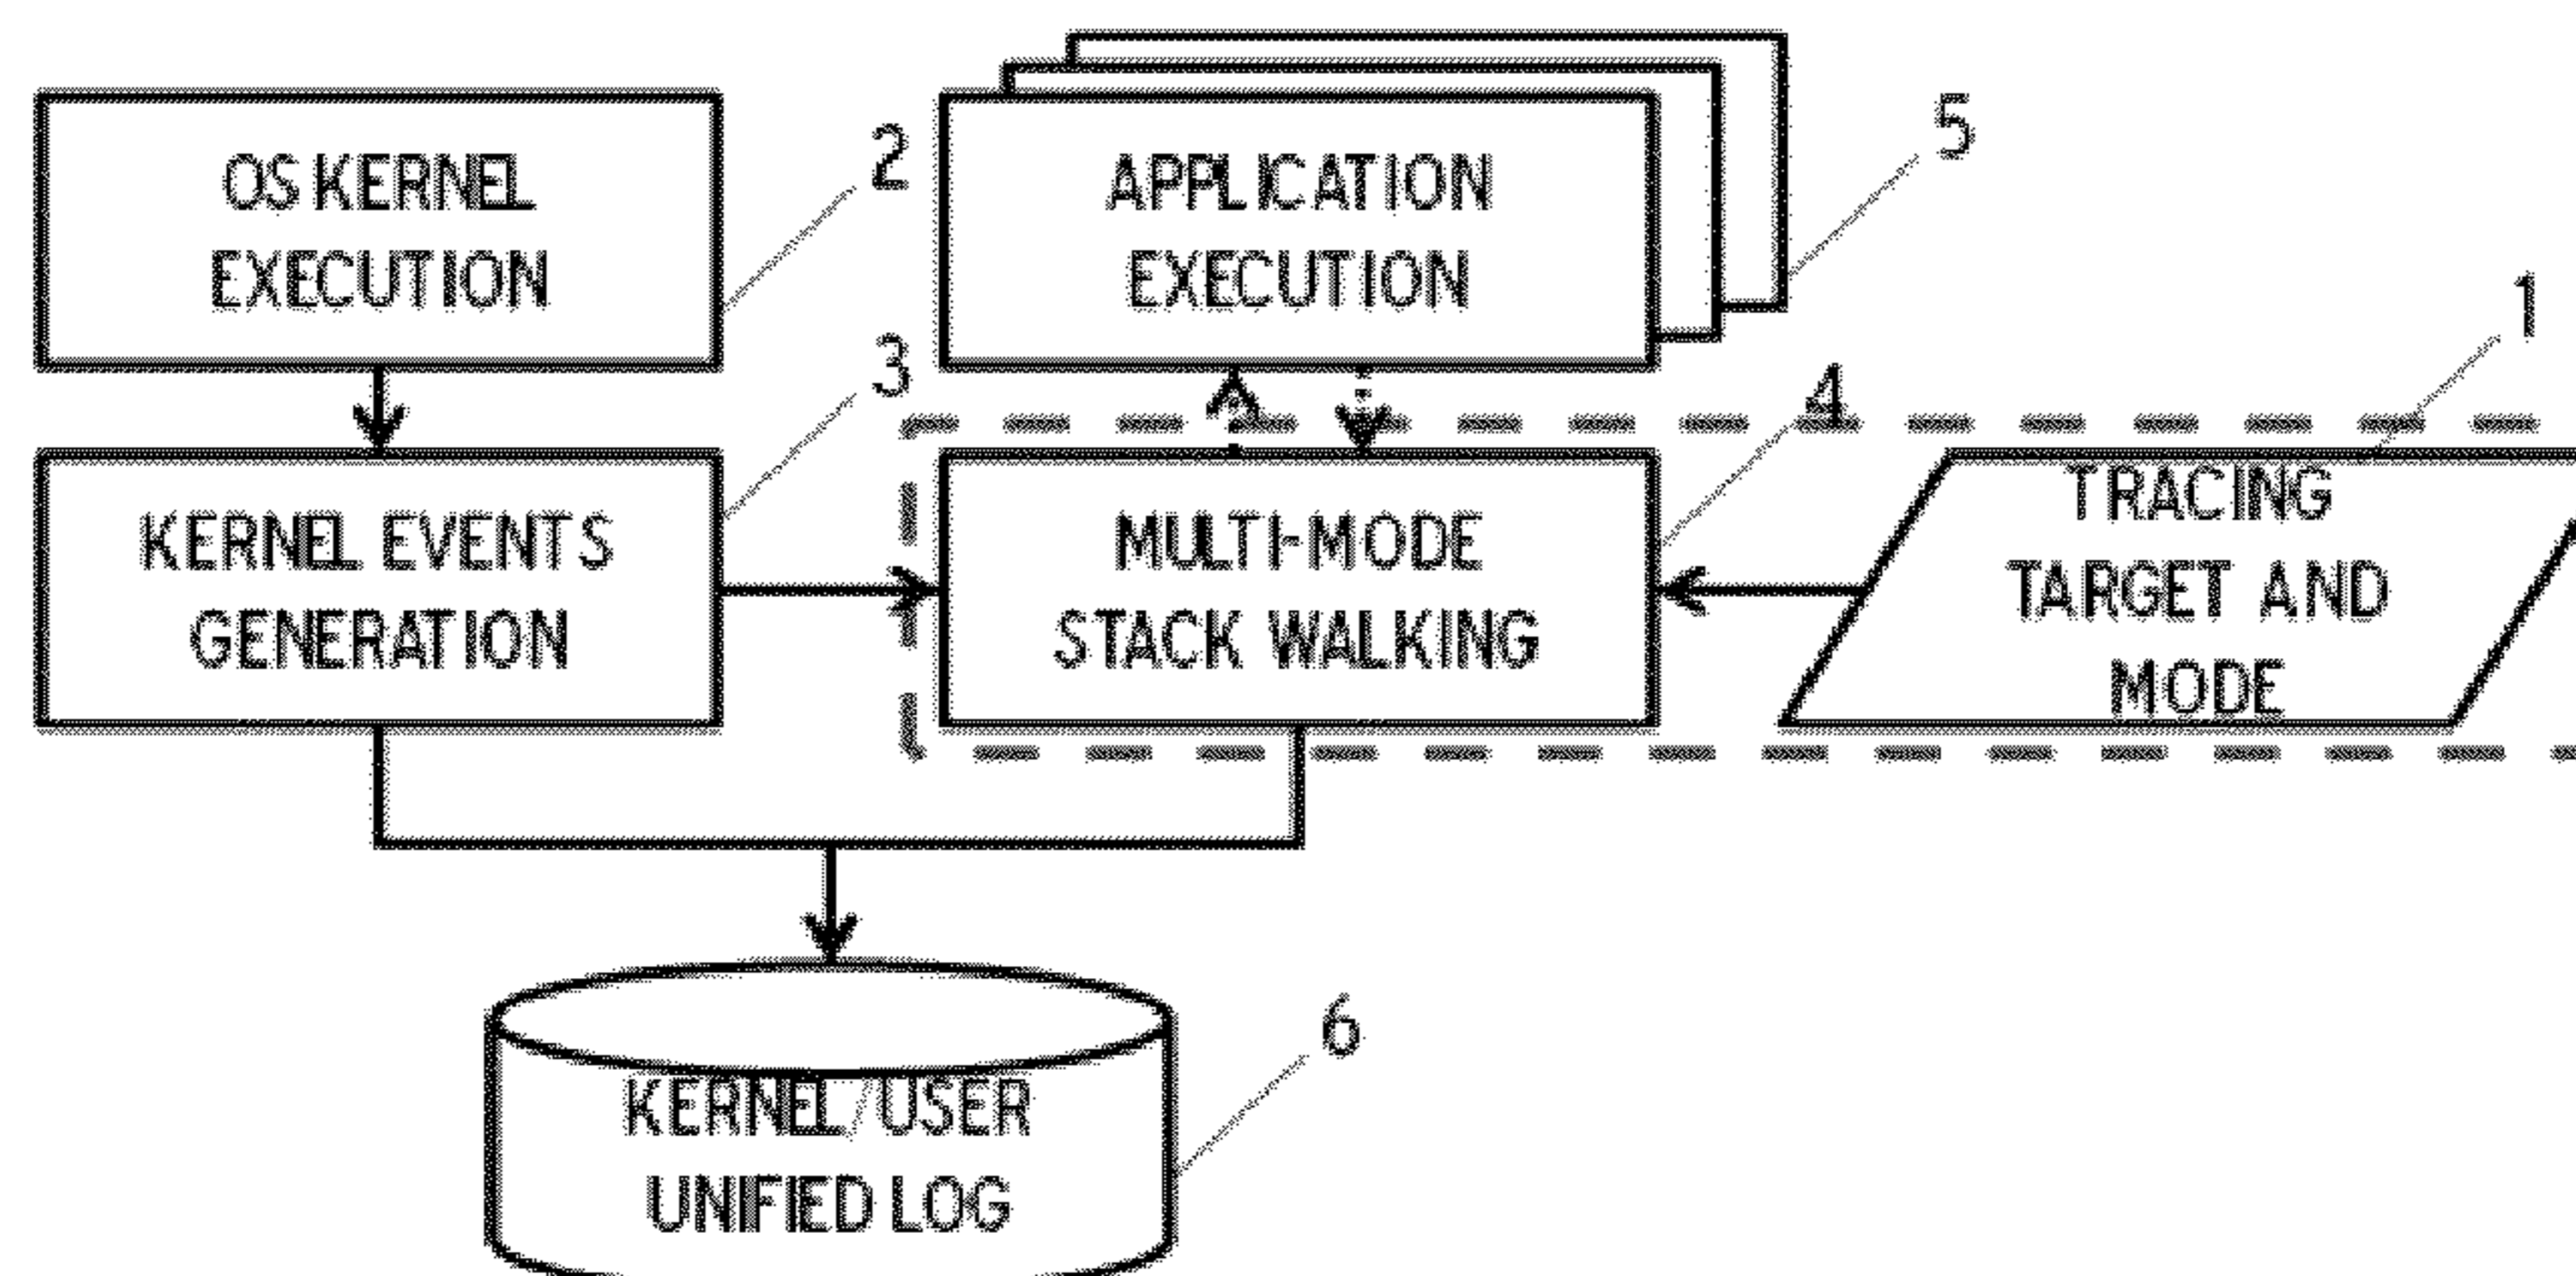 OS KERNEL
EXECUTION
2
APPLICATION
EXECUTION
5
1
KERNEL EVENTS
GENERATION
3
MULTI-MODE
STACK WALKING
4
TRACING
TARGET AND
MODE
KERNEL/USER
UNIFIED LOG
6